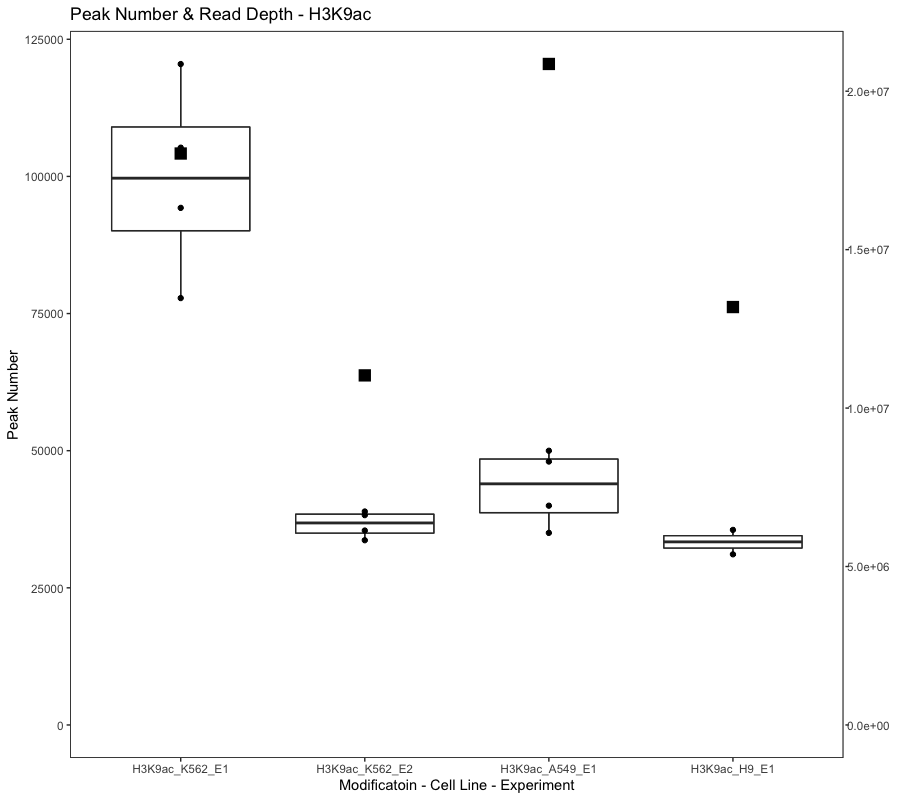 Peak Number & Read Depth - H3K9ac
125000
100000
75000
50000
25000
0
Peak Number
2.0e+07
1.5e+07
1.0e+07
5.0e+06
0.0e+00
H3K9ac_K562_E1
H3K9ac_K562_E2
H3K9ac_A549_E1
H3K9ac_H9_E1
Modificatoin - Cell Line - Experiment